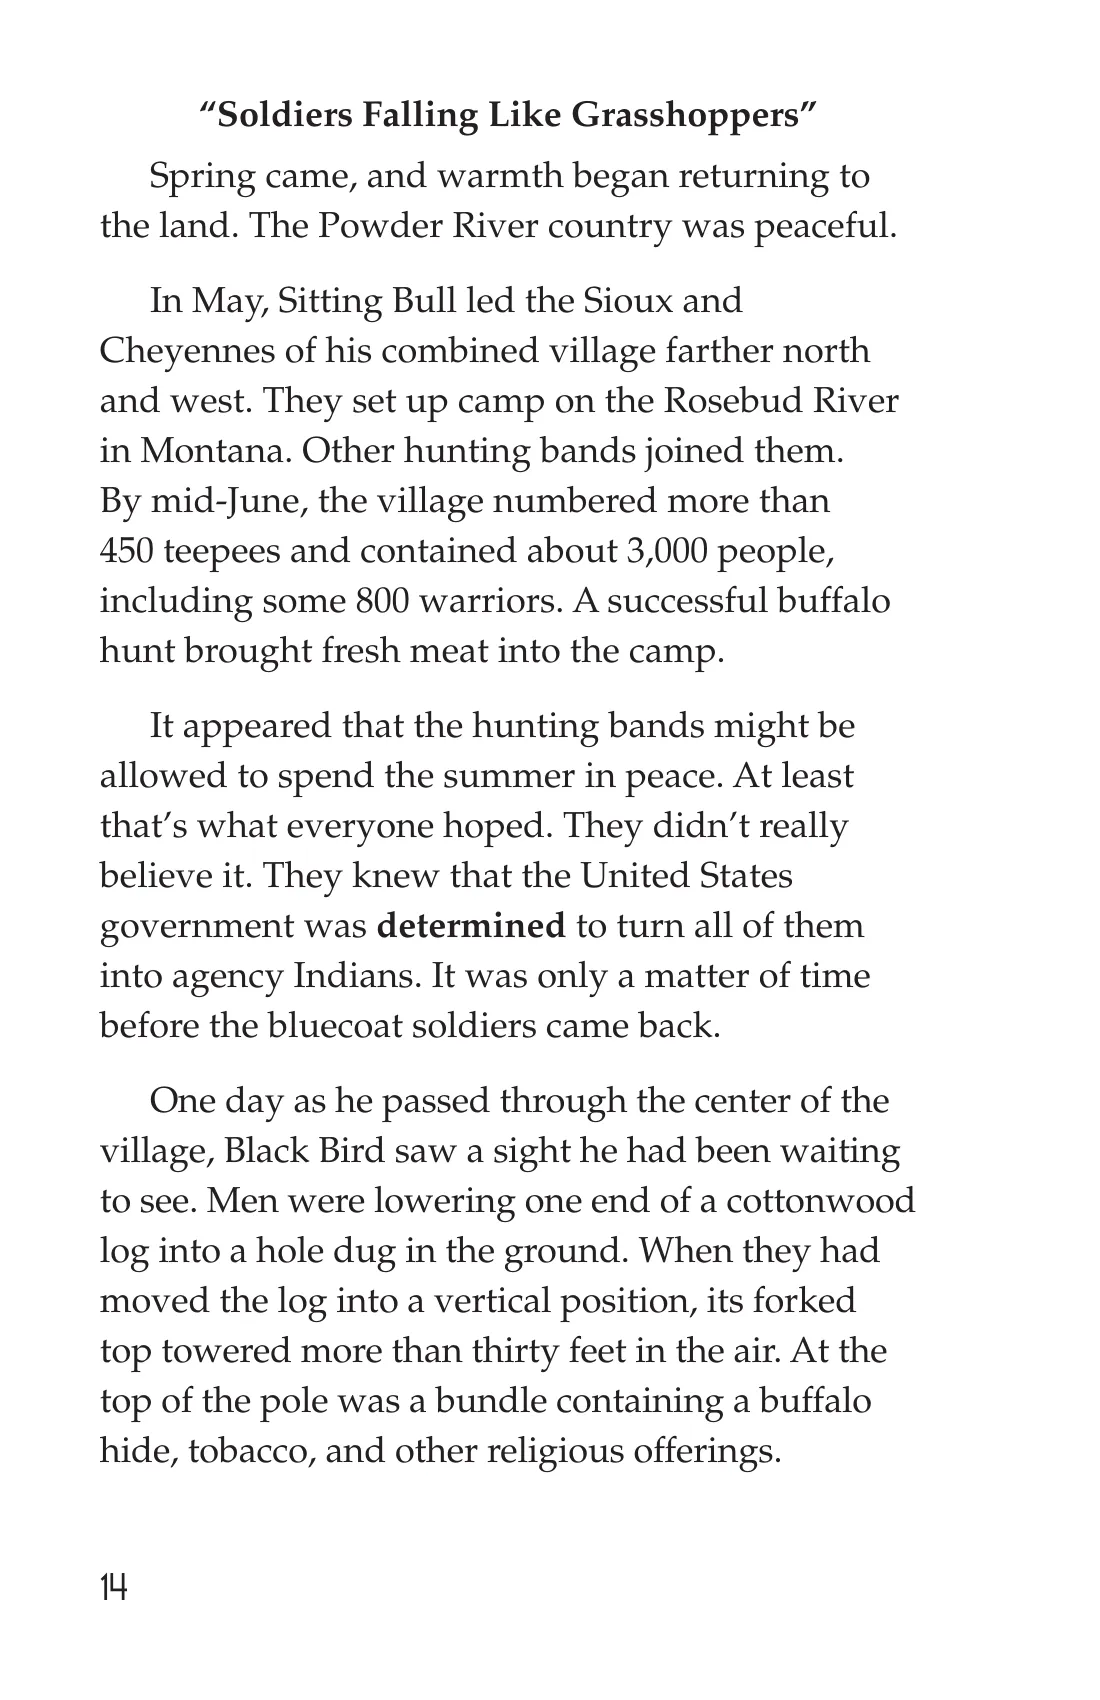 “Soldiers Falling Like Grasshoppers”
Spring came, and warmth began returning to
the land. The Powder River country was peaceful.
In May, Sitting Bull led the Sioux and
Cheyennes of his combined village farther north
and west. They set up camp on the Rosebud River
in Montana. Other hunting bands joined them.
By mid-June, the village numbered more than
450 teepees and contained about 3,000 people,
including some 800 warriors. A successful buffalo
hunt brought fresh meat into the camp.
It appeared that the hunting bands might be
allowed to spend the summer in peace. At least
that’s what everyone hoped. They didn’t really
believe it. They knew that the United States
government was determined to turn all of them
into agency Indians. It was only a matter of time
before the bluecoat soldiers came back.
One day as he passed through the center of the
village, Black Bird saw a sight he had been waiting
to see. Men were lowering one end of a cottonwood
log into a hole dug in the ground. When they had
moved the log into a vertical position, its forked
top towered more than thirty feet in the air. At the
top of the pole was a bundle containing a buffalo
hide, tobacco, and other religious offerings.
14